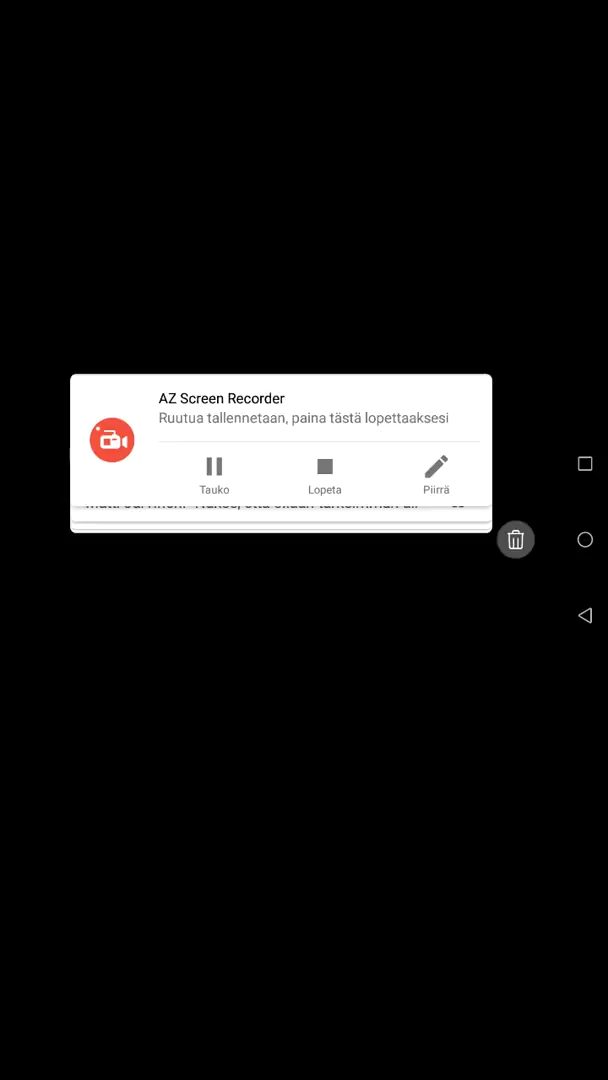 AZ Screen Recorder
Ruutua tallennetaan, paina tästä lopettaaksesi
Tauko
Lopeta
Piirrä